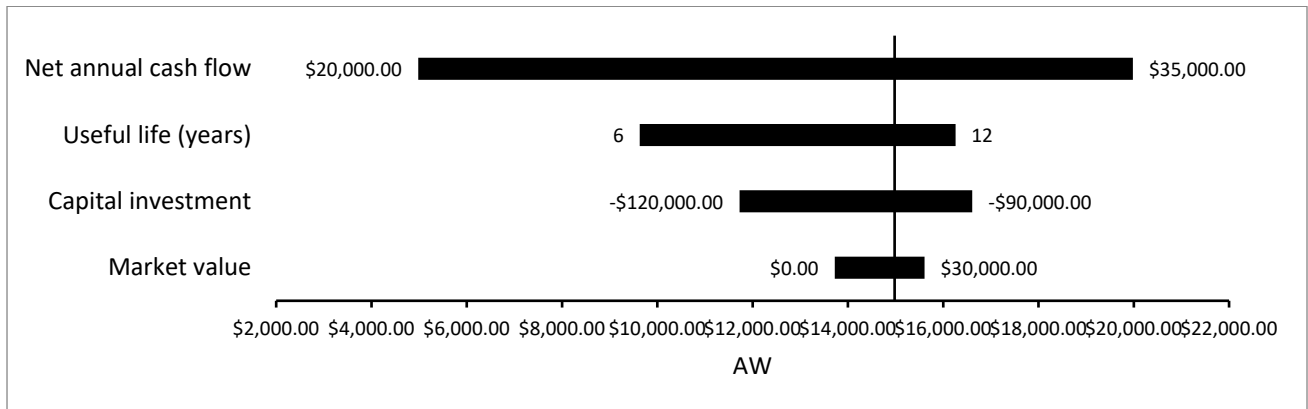 Net annual cash flow $20,000.00 $35,000.00
Useful life (years) 6 12
Capital investment -$120,000.00 -$90,000.00
Market value $0.00 $30,000.00
$2,000.00 $4,000.00 $6,000.00 $8,000.00 $10,000.00 $12,000.00 $14,000.00 $16,000.00 $18,000.00 $20,000.00 $22,000.00
AW